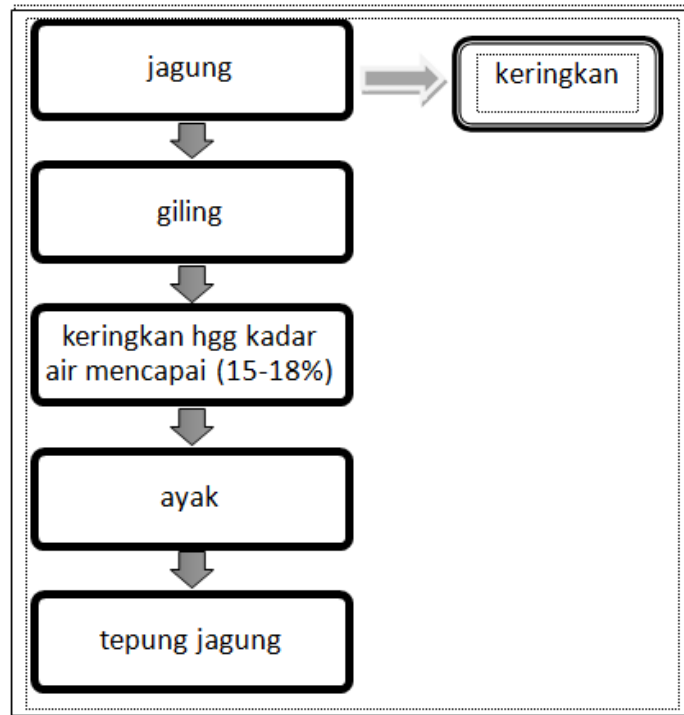 jagung
keringkan
giling
keringkan hgg kadar
air mencapai (15-18%)
ayak
tepung jagung